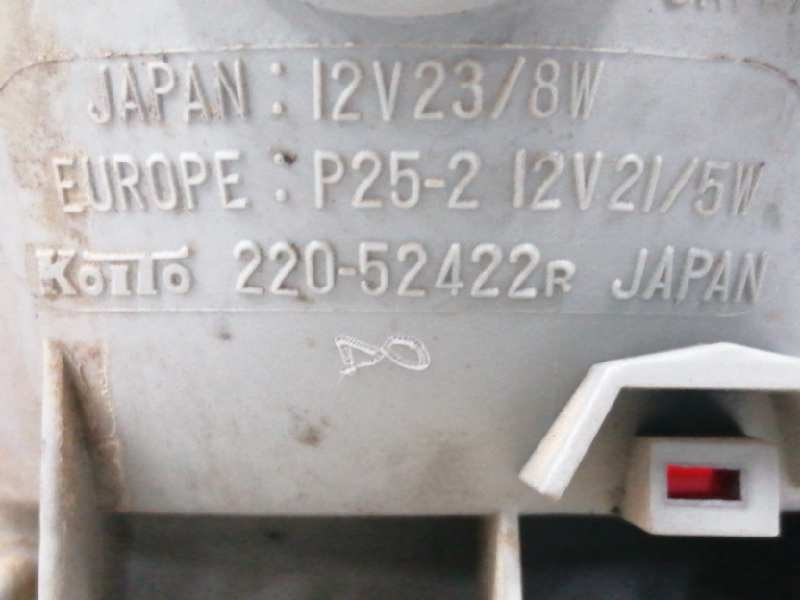 JAPAN : 12V23/8W
EUROPE : P25-2 12V21/5W
KOITO 220-52422R JAPAN